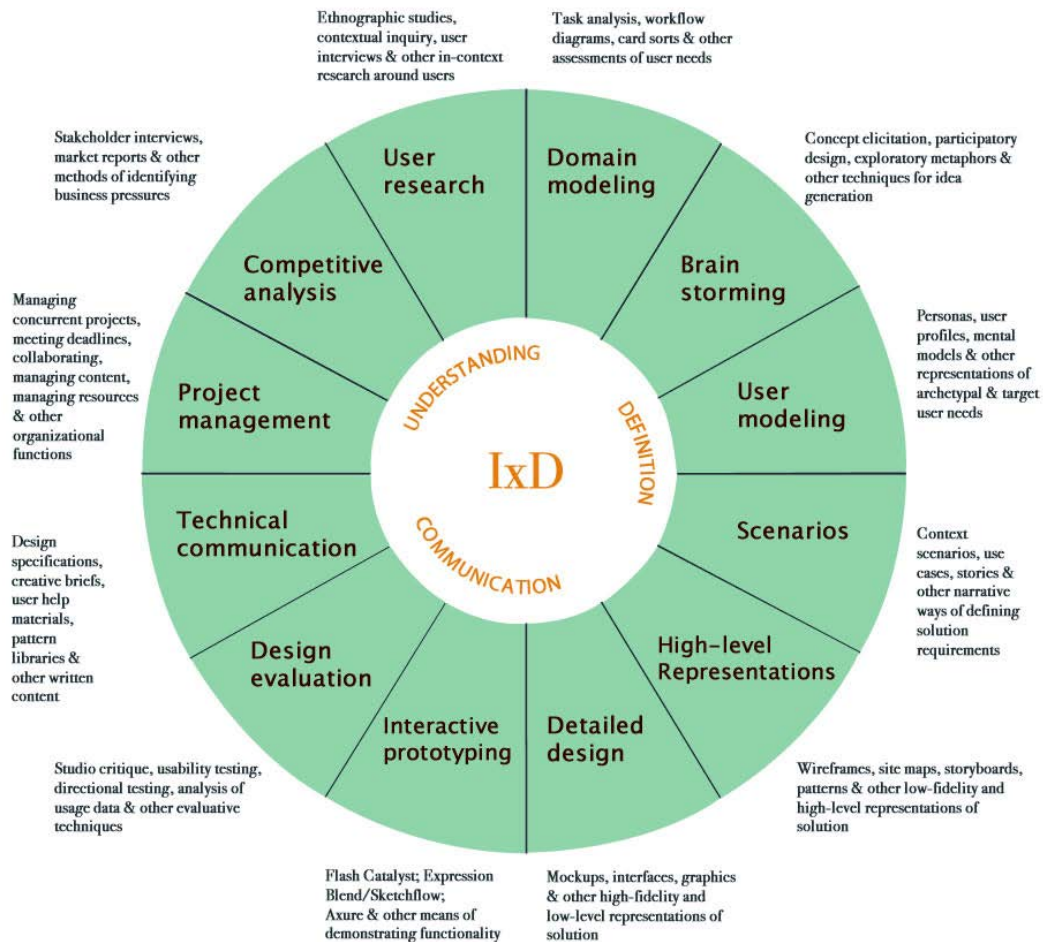 Ethnographic studies,
contextual inquiry, user
interviews & other in-context
research around users
Task analysis, workflow
diagrams, card sorts & other
assessments of user needs
Stakeholder interviews,
market reports & other
methods of identifying
business pressures
User
research
Domain
modeling
Concept elicitation, participatory
design, exploratory metaphors &
other techniques for idea
generation
Competitive
analysis
Brain
storming
Managing
concurrent projects,
meeting deadlines,
collaborating,
managing content,
managing resources
& other
organizational
functions
Project
management
User
modeling
Personas, user
profiles, mental
models & other
representations of
archetypal & target
user needs
UNDERSTANDING
DEFINITION
IxD
COMMUNICATION
Technical
communication
Scenarios
Design
specifications,
creative briefs,
user help
materials,
pattern
libraries &
other written
content
Context
scenarios, use
cases, stories &
other narrative
ways of defining
solution
requirements
Design
evaluation
High-level
Representations
Interactive
prototyping
Detailed
design
Studio critique, usability testing,
directional testing, analysis of
usage data & other evaluative
techniques
Wireframes, site maps, storyboards,
patterns & other low-fidelity and
high-level representations of
solution
Flash Catalyst; Expression
Blend/Sketchflow;
Axure & other means of
demonstrating functionality
Mockups, interfaces, graphics
& other high-fidelity and
low-level representations of
solution